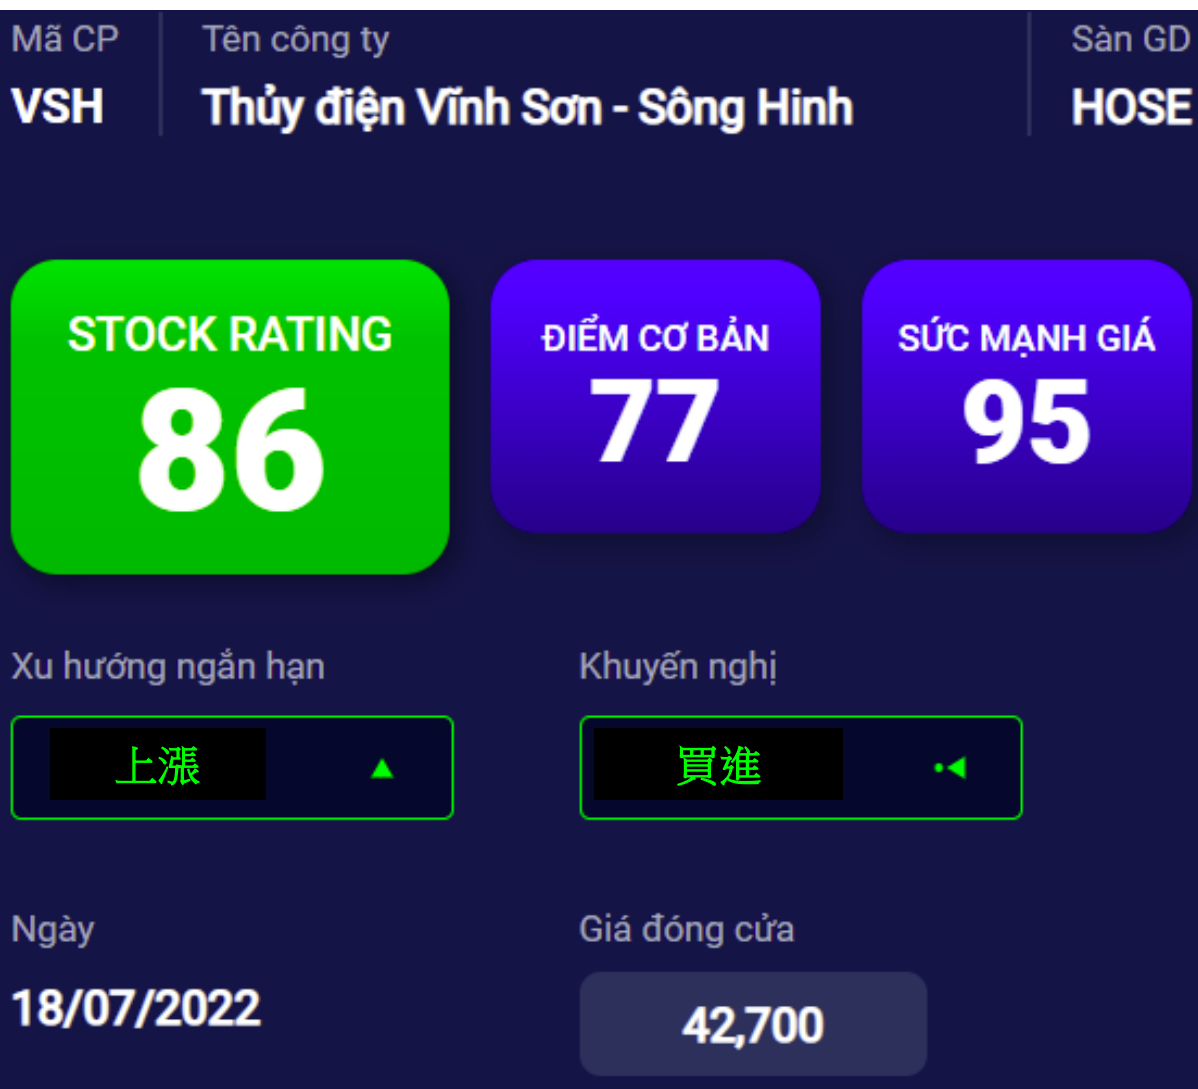 Mã CP
Tên công ty
Sàn GD
VSH
Thủy điện Vĩnh Sơn - Sông Hinh
HOSE
STOCK RATING
86
ĐIỂM CƠ BẢN
77
SỨC MẠNH GIÁ
95
Xu hướng ngắn hạn
Khuyến nghị
上漲
買進
Ngày
Giá đóng cửa
18/07/2022
42,700